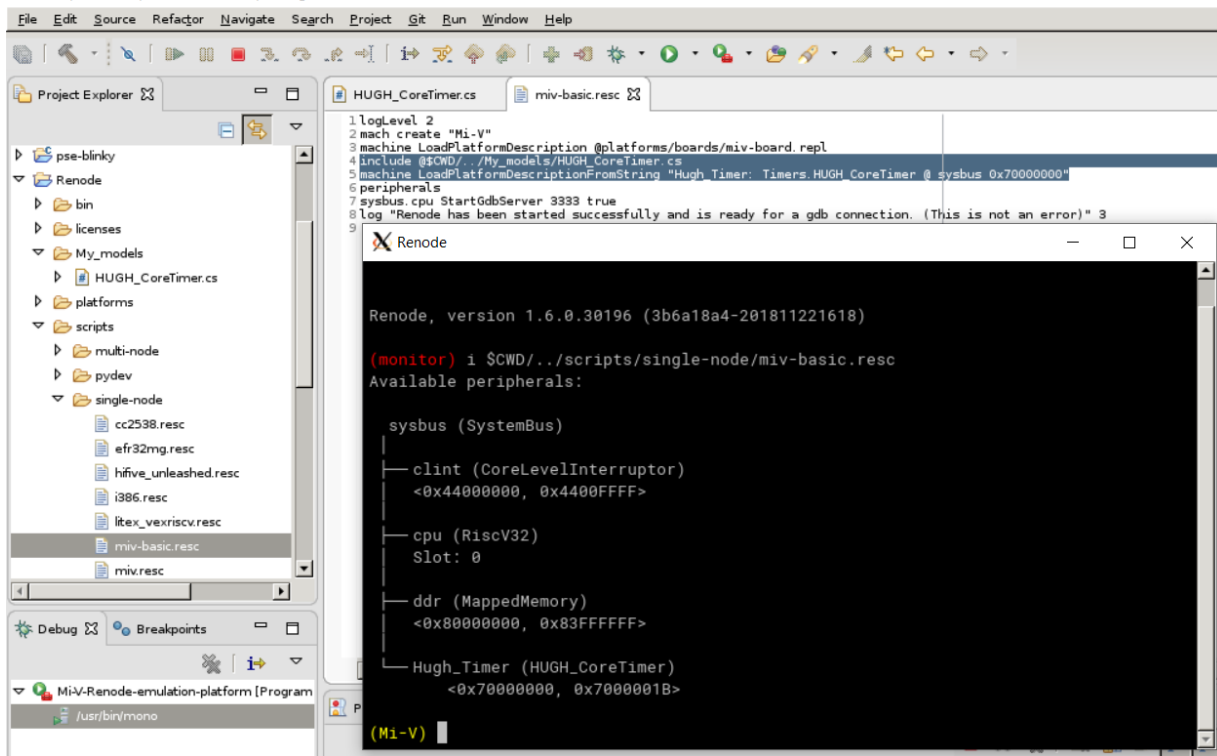 File Edit Source Refactor Navigate Search Project Git Run Window Help
Project Explorer
pse-blinky
Renode
bin
licenses
My_models
HUGH_CoreTimer.cs
platforms
scripts
multi-node
pydev
single-node
cc2538.resc
efr32mg.resc
hifive_unleashed.resc
i386.resc
litex_vexriscv.resc
miv-basic.resc
miv.resc
Debug Breakpoints
Mi-V-Renode-emulation-platform [Program
/usr/bin/mono
HUGH_CoreTimer.cs miv-basic.resc
1 logLevel 2
2 mach create "Mi-V"
3 machine LoadPlatformDescription @platforms/boards/miv-board.repl
4 include @$CWD/../My_models/HUGH_CoreTimer.cs
5 machine LoadPlatformDescriptionFromString "Hugh_Timer: Timers.HUGH_CoreTimer @ sysbus 0x70000000"
6 peripherals
7 sysbus.cpu StartGdbServer 3333 true
8 log "Renode has been started successfully and is ready for a gdb connection. (This is not an error)" 3
9
Renode
Renode, version 1.6.0.30196 (3b6a18a4-201811221618)
(monitor) i $CWD/../scripts/single-node/miv-basic.resc
Available peripherals:
sysbus (SystemBus)
clint (CoreLevelInterruptor)
<0x44000000, 0x4400FFFF>
cpu (RiscV32)
Slot: 0
ddr (MappedMemory)
<0x80000000, 0x83FFFFFF>
Hugh_Timer (HUGH_CoreTimer)
<0x70000000, 0x7000001B>
(Mi-V)
P